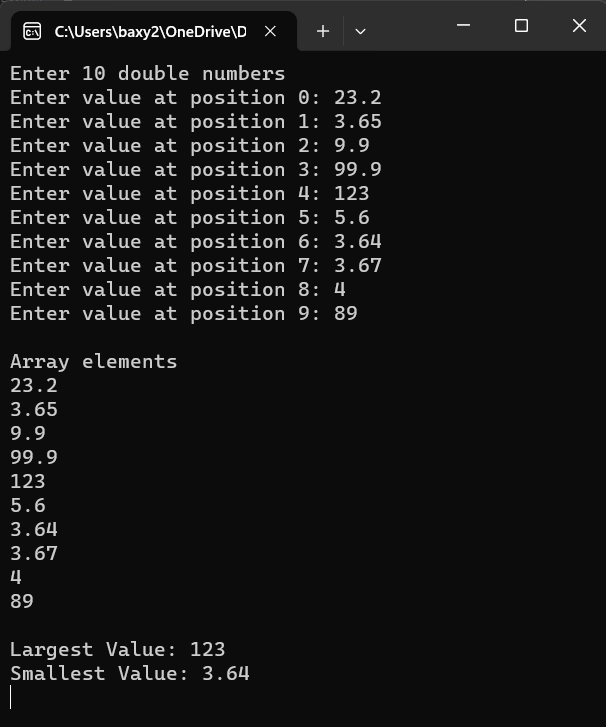 C:\Users\baxy2\OneDrive\D
Enter 10 double numbers
Enter value at position 0: 23.2
Enter value at position 1: 3.65
Enter value at position 2: 9.9
Enter value at position 3: 99.9
Enter value at position 4: 123
Enter value at position 5: 5.6
Enter value at position 6: 3.64
Enter value at position 7: 3.67
Enter value at position 8: 4
Enter value at position 9: 89
Array elements
23.2
3.65
9.9
99.9
123
5.6
3.64
3.67
4
89
Largest Value: 123
Smallest Value: 3.64